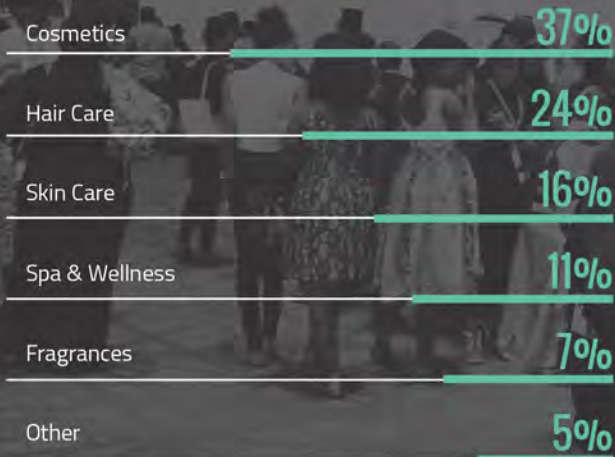 Cosmetics 37%
Hair Care 24%
Skin Care 16%
Spa & Wellness 11%
Fragrances 7%
Other 5%